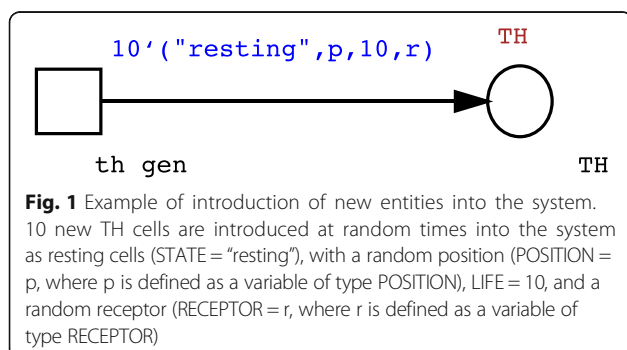 TH
10‘("resting",p,10,r)
th gen
TH
Fig. 1 Example of introduction of new entities into the system.
10 new TH cells are introduced at random times into the system
as resting cells (STATE = “resting”), with a random position (POSITION =
p, where p is defined as a variable of type POSITION), LIFE = 10, and a
random receptor (RECEPTOR = r, where r is defined as a variable of
type RECEPTOR)